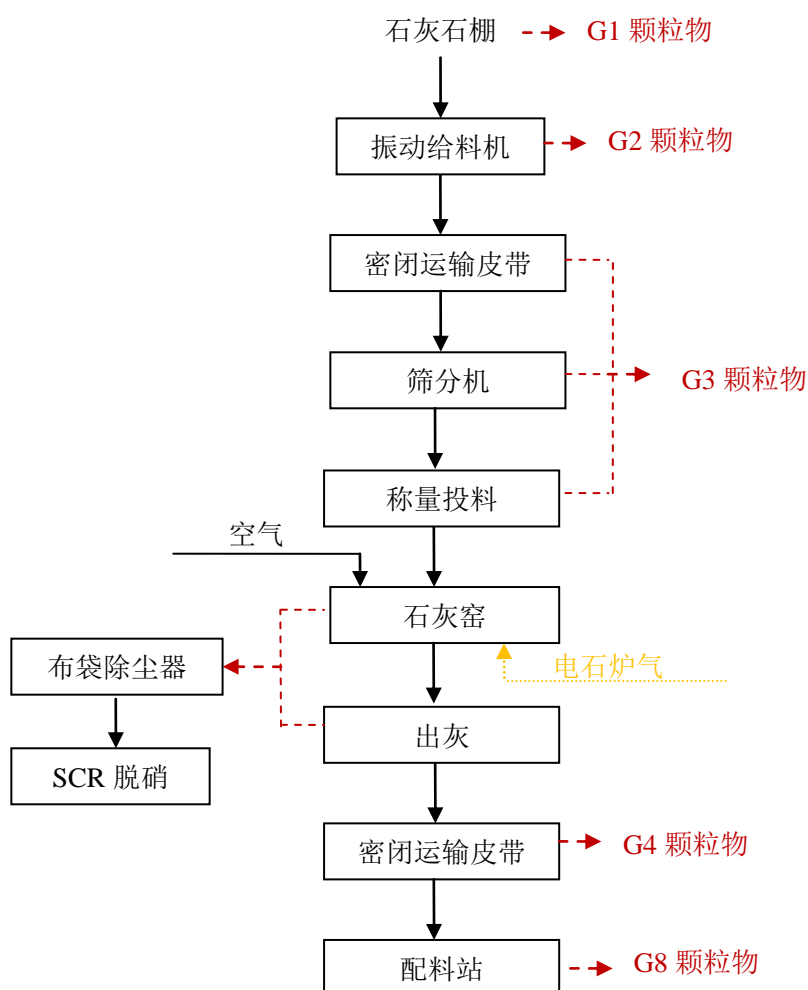 石灰石棚
G1 颗粒物
振动给料机
G2 颗粒物
密闭运输皮带
筛分机
G3 颗粒物
称量投料
空气
石灰窑
布袋除尘器
电石炉气
出灰
SCR 脱硝
密闭运输皮带
G4 颗粒物
配料站
G8 颗粒物